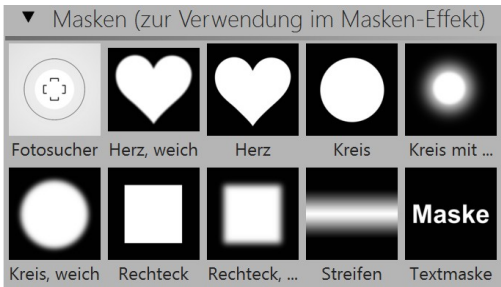 ▼ Masken (zur Verwendung im Masken-Effekt)
Fotosucher Herz, weich Herz Kreis Kreis mit ...
Maske
Kreis, weich Rechteck Rechteck, ... Streifen Textmaske